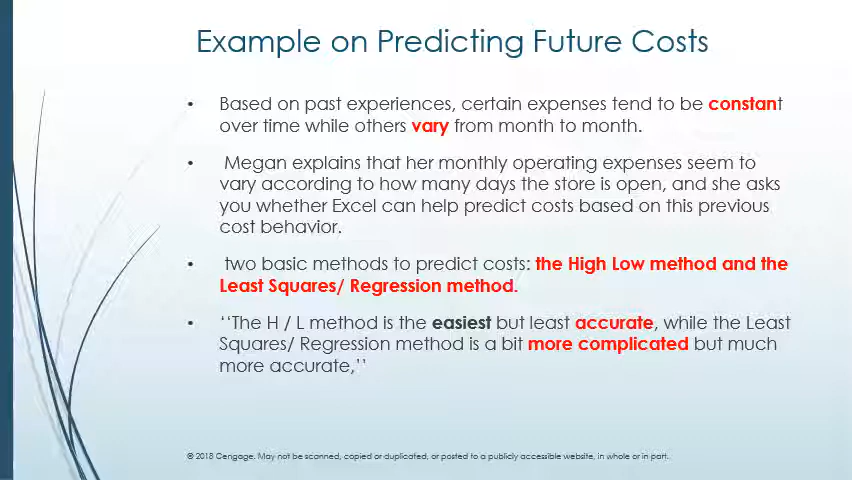 Example on Predicting Future Costs
• Based on past experiences, certain expenses tend to be constant
over time while others vary from month to month.
• Megan explains that her monthly operating expenses seem to
vary according to how many days the store is open, and she asks
you whether Excel can help predict costs based on this previous
cost behavior.
• two basic methods to predict costs: the High Low method and the
Least Squares/ Regression method.
• ‘‘The H / L method is the easiest but least accurate, while the Least
Squares/ Regression method is a bit more complicated but much
more accurate,’’
© 2018 Cengage. May not be scanned, copied or duplicated, or posted to a publicly accessible website, in whole or in part.